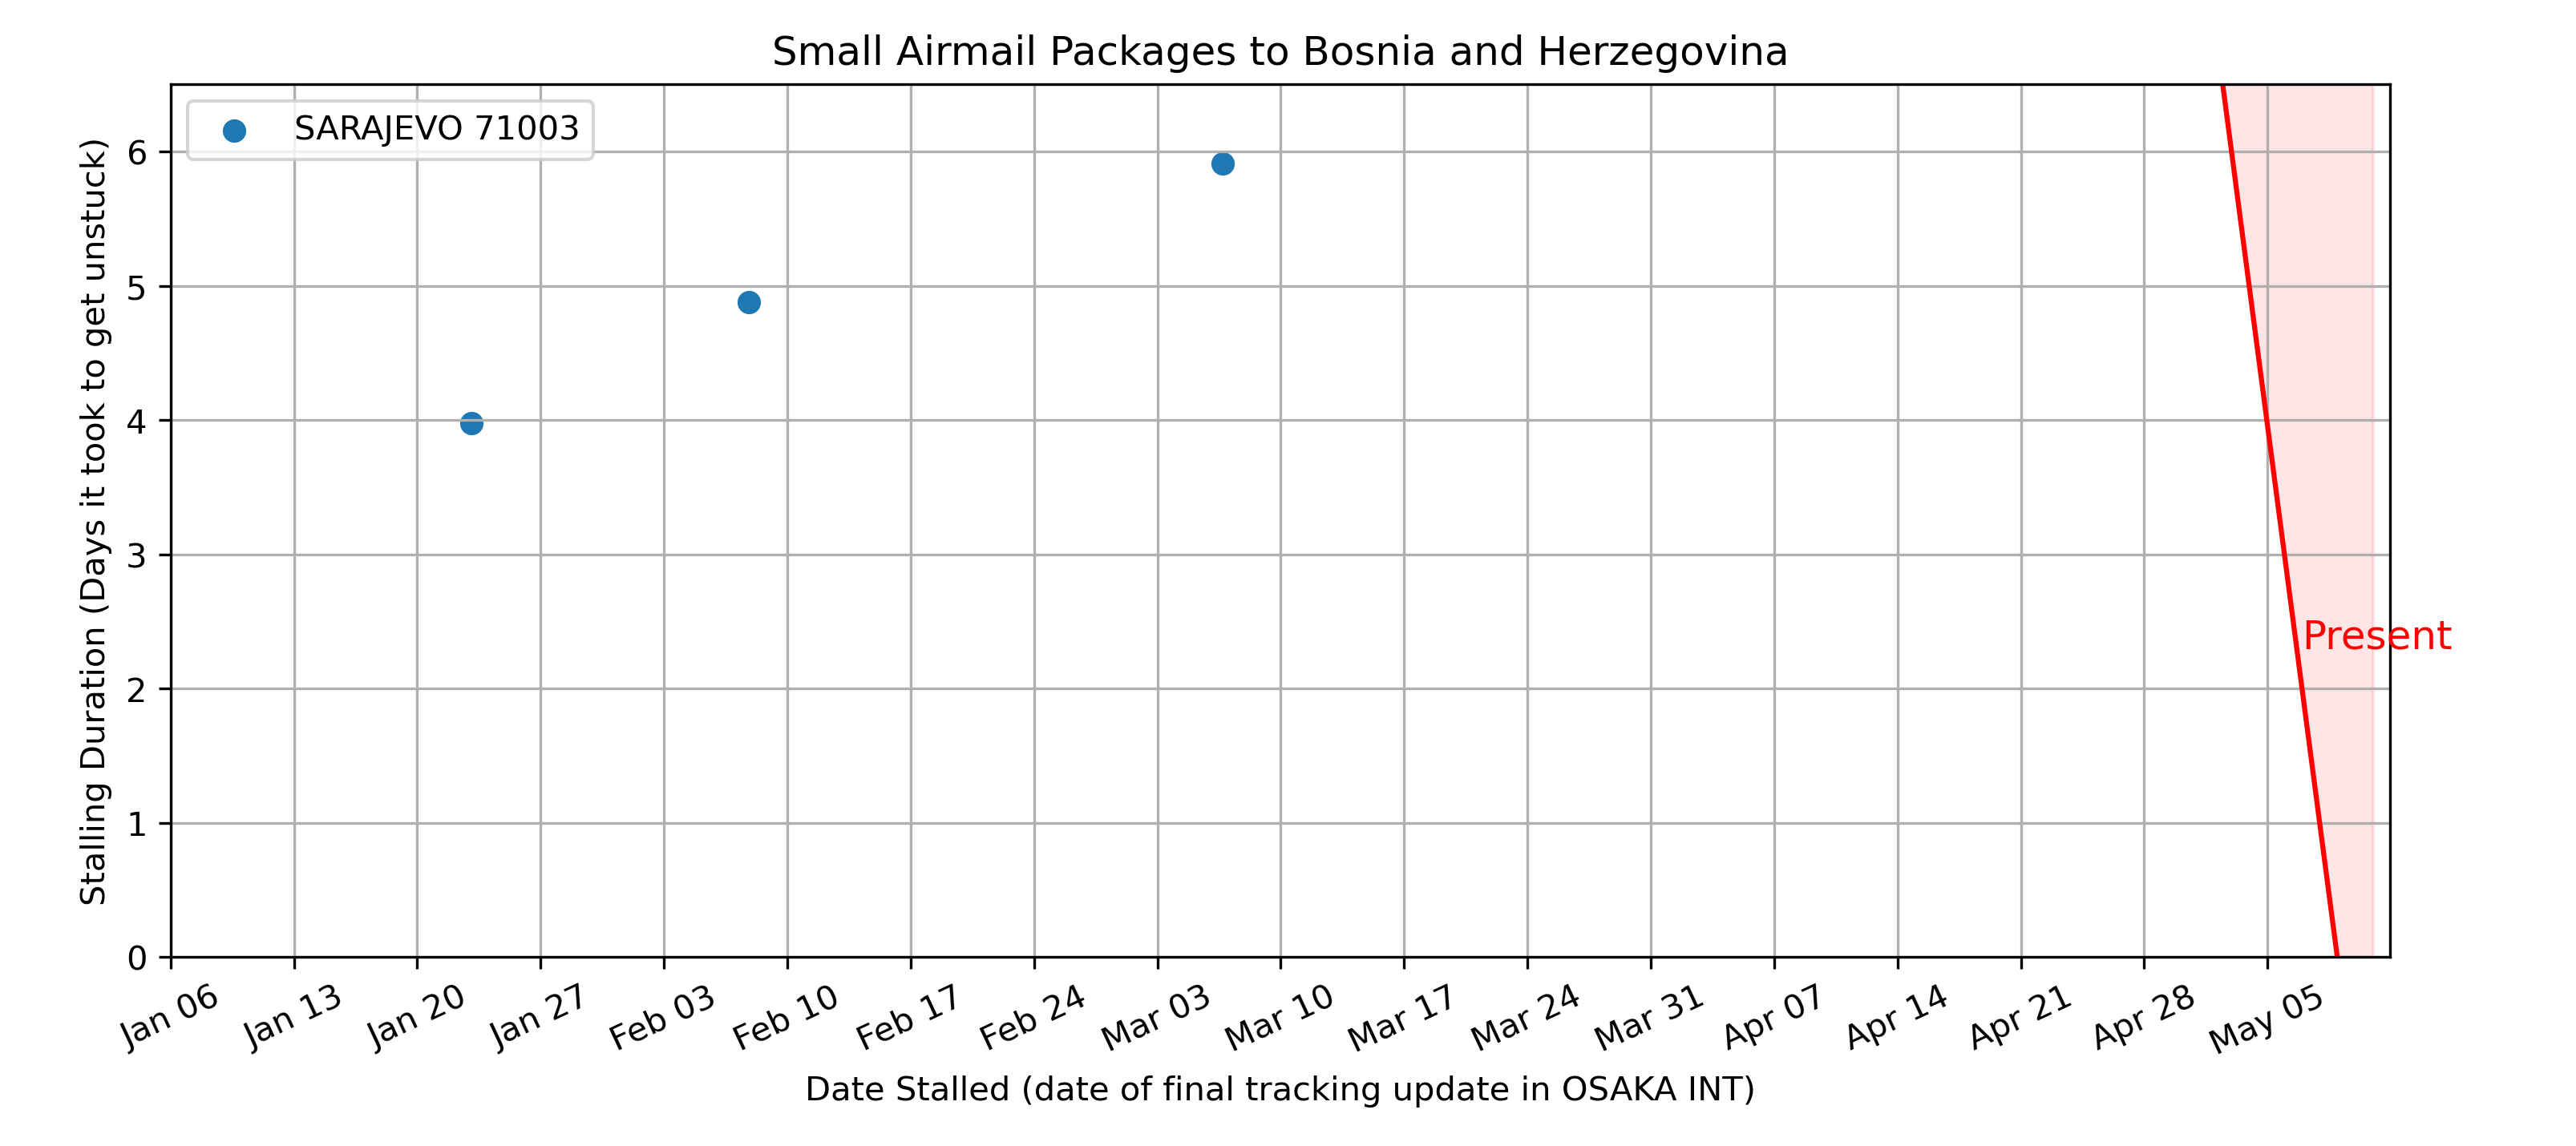 Small Airmail Packages to Bosnia and Herzegovina
SARAJEVO 71003
Stalling Duration (Days it took to get unstuck)
6
5
4
3
2
1
0
Present
Jan 06 Jan 13 Jan 20 Jan 27 Feb 03 Feb 10 Feb 17 Feb 24 Mar 03 Mar 10 Mar 17 Mar 24 Mar 31 Apr 07 Apr 14 Apr 21 Apr 28 May 05
Date Stalled (date of final tracking update in OSAKA INT)